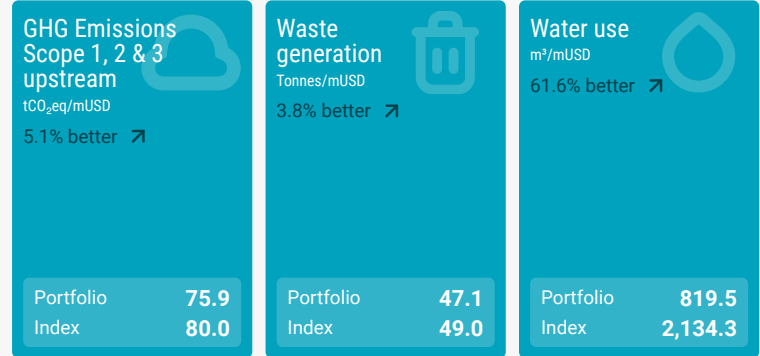 GHG Emissions
Scope 1, 2 & 3
upstream
tCO₂eq/mUSD
5.1% better
Portfolio 75.9
Index 80.0
Waste
generation
Tonnes/mUSD
3.8% better
Portfolio 47.1
Index 49.0
Water use
m³/mUSD
61.6% better
Portfolio 819.5
Index 2,134.3